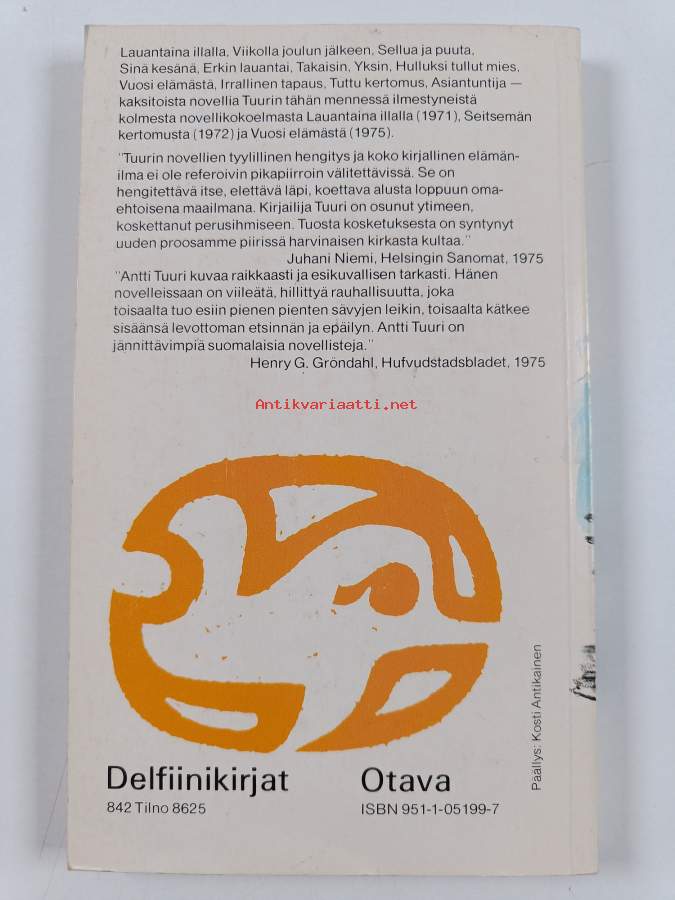 Lauantaina illalla, Viikolla joulun jälkeen, Sellua ja puuta,
Sinä kesänä, Erkin lauantai, Takaisin, Yksin, Hulluksi tullut mies,
Vuosi elämästä, Irrallinen tapaus, Tuttu kertomus, Asiantuntija —
kaksitoista novellia Tuurin tähän mennessä ilmestyneistä
kolmesta novellikokoelmasta Lauantaina illalla (1971), Seitsemän
kertomusta (1972) ja Vuosi elämästä (1975).
"Tuurin novellien tyylillinen hengitys ja koko kirjallinen elämän-
ilma ei ole referoivin pikapiirroin välitettävissä. Se on
hengitettävä itse, elettävä läpi, koettava alusta loppuun oma-
ehtoisena maailmana. Kirjailija Tuuri on osunut ytimeen,
koskettanut perusihmiseen. Tuosta kosketuksesta on syntynyt
uuden proosamme piirissä harvinaisen kirkasta kultaa."
Juhani Niemi, Helsingin Sanomat, 1975
"Antti Tuuri kuvaa raikkaasti ja esikuvallisen tarkasti. Hänen
novelleissaan on viileätä, hillittyä rauhallisuutta, joka
toisaalta tuo esiin pienen pienten sävyjen leikin, toisaalta kätkee
sisäänsä levottoman etsinnän ja epäilyn. Antti Tuuri on
jännittävimpiä suomalaisia novellisteja."
Henry G. Gröndahl, Hufvudstadsbladet, 1975
Antikvariaatti.net
Delfiinikirjat
842 Tilno 8625
Otava
ISBN 951-1-05199-7
Päällys: Kosti Antikainen